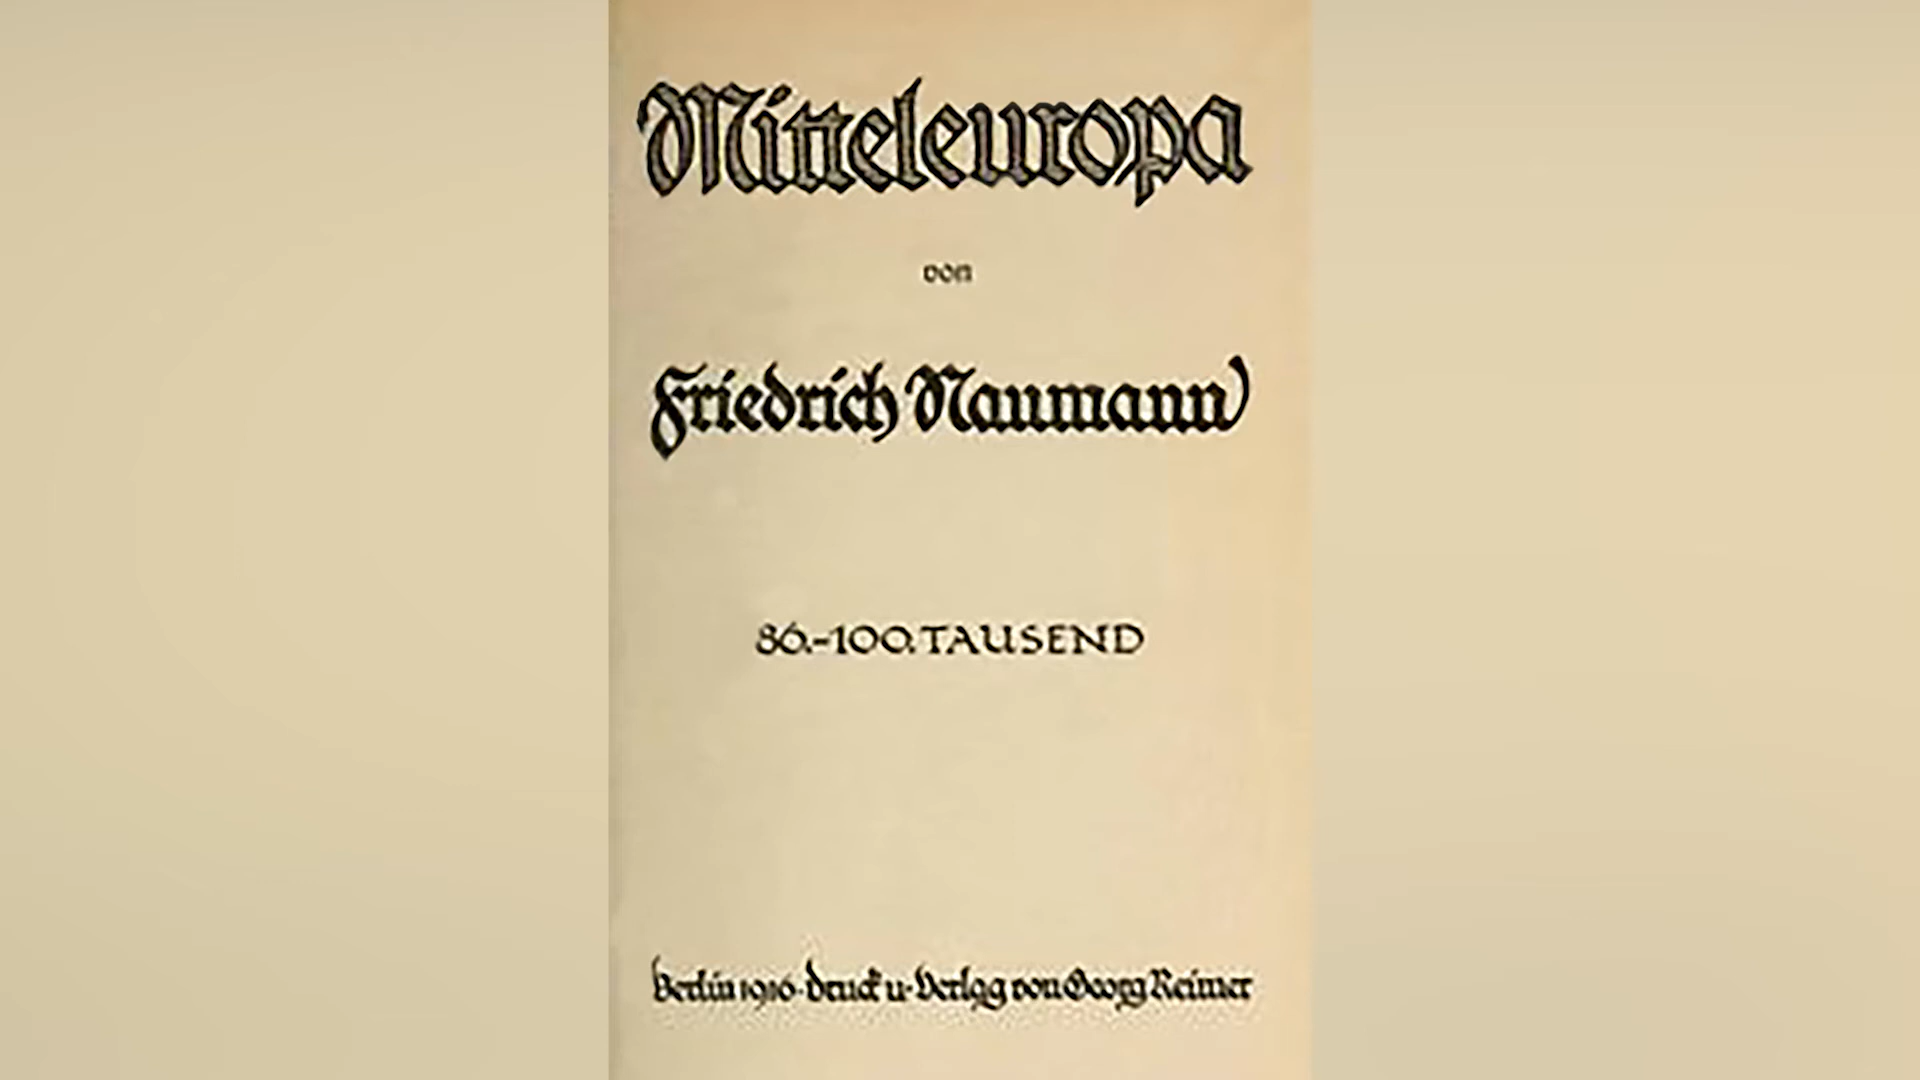 Mitteleuropa
von
Friedrich Naumann
86.-100. TAUSEND
Berlin 1916 · Druck u. Verlag von Georg Reimer